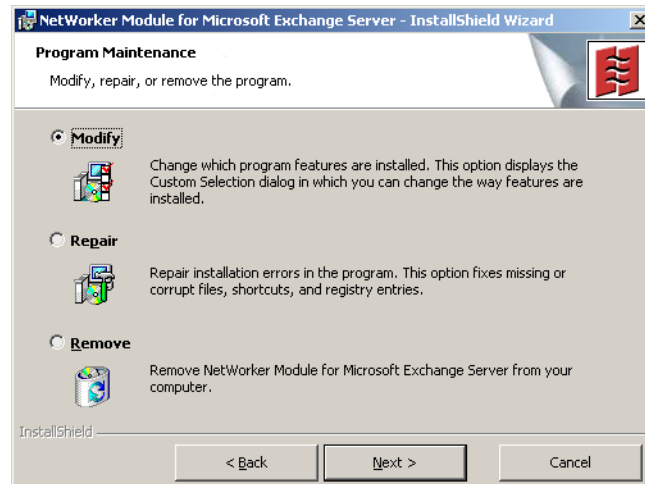 NetWorker Module for Microsoft Exchange Server - InstallShield Wizard
Program Maintenance
Modify, repair, or remove the program.
Modify
Change which program features are installed. This option displays the
Custom Selection dialog in which you can change the way features are
installed.
Repair
Repair installation errors in the program. This option fixes missing or
corrupt files, shortcuts, and registry entries.
Remove
Remove NetWorker Module for Microsoft Exchange Server from your
computer.
InstallShield
< Back
Next >
Cancel